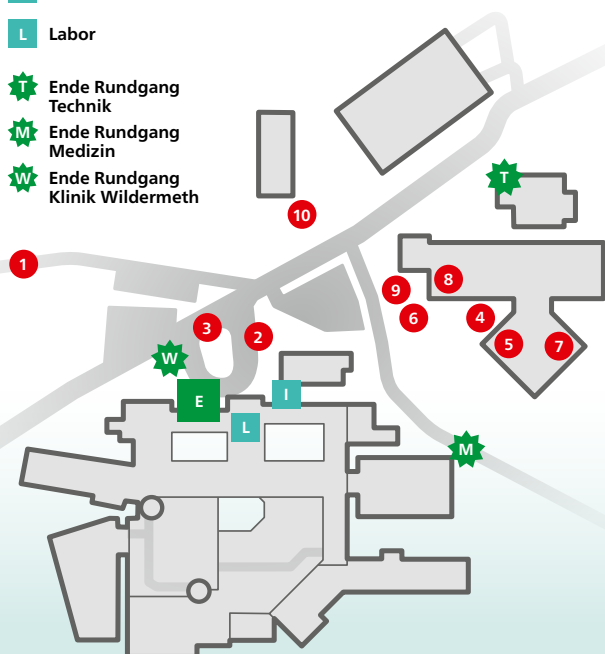 L Labor
T Ende Rundgang
Technik
M Ende Rundgang
Medizin
W Ende Rundgang
Klinik Wildermeth
T
10
1
8
9
6
4
3
2
5
7
W
I
E
L
M